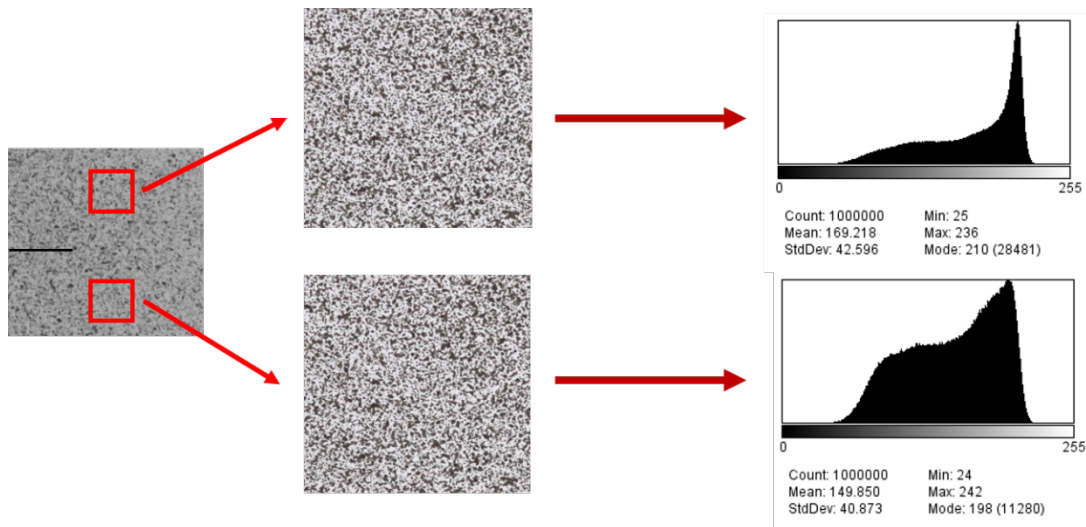 0 255
Count: 1000000 Min: 25
Mean: 169.218 Max: 236
StdDev: 42.596 Mode: 210 (28481)
0 255
Count: 1000000 Min: 24
Mean: 149.850 Max: 242
StdDev: 40.873 Mode: 198 (11280)